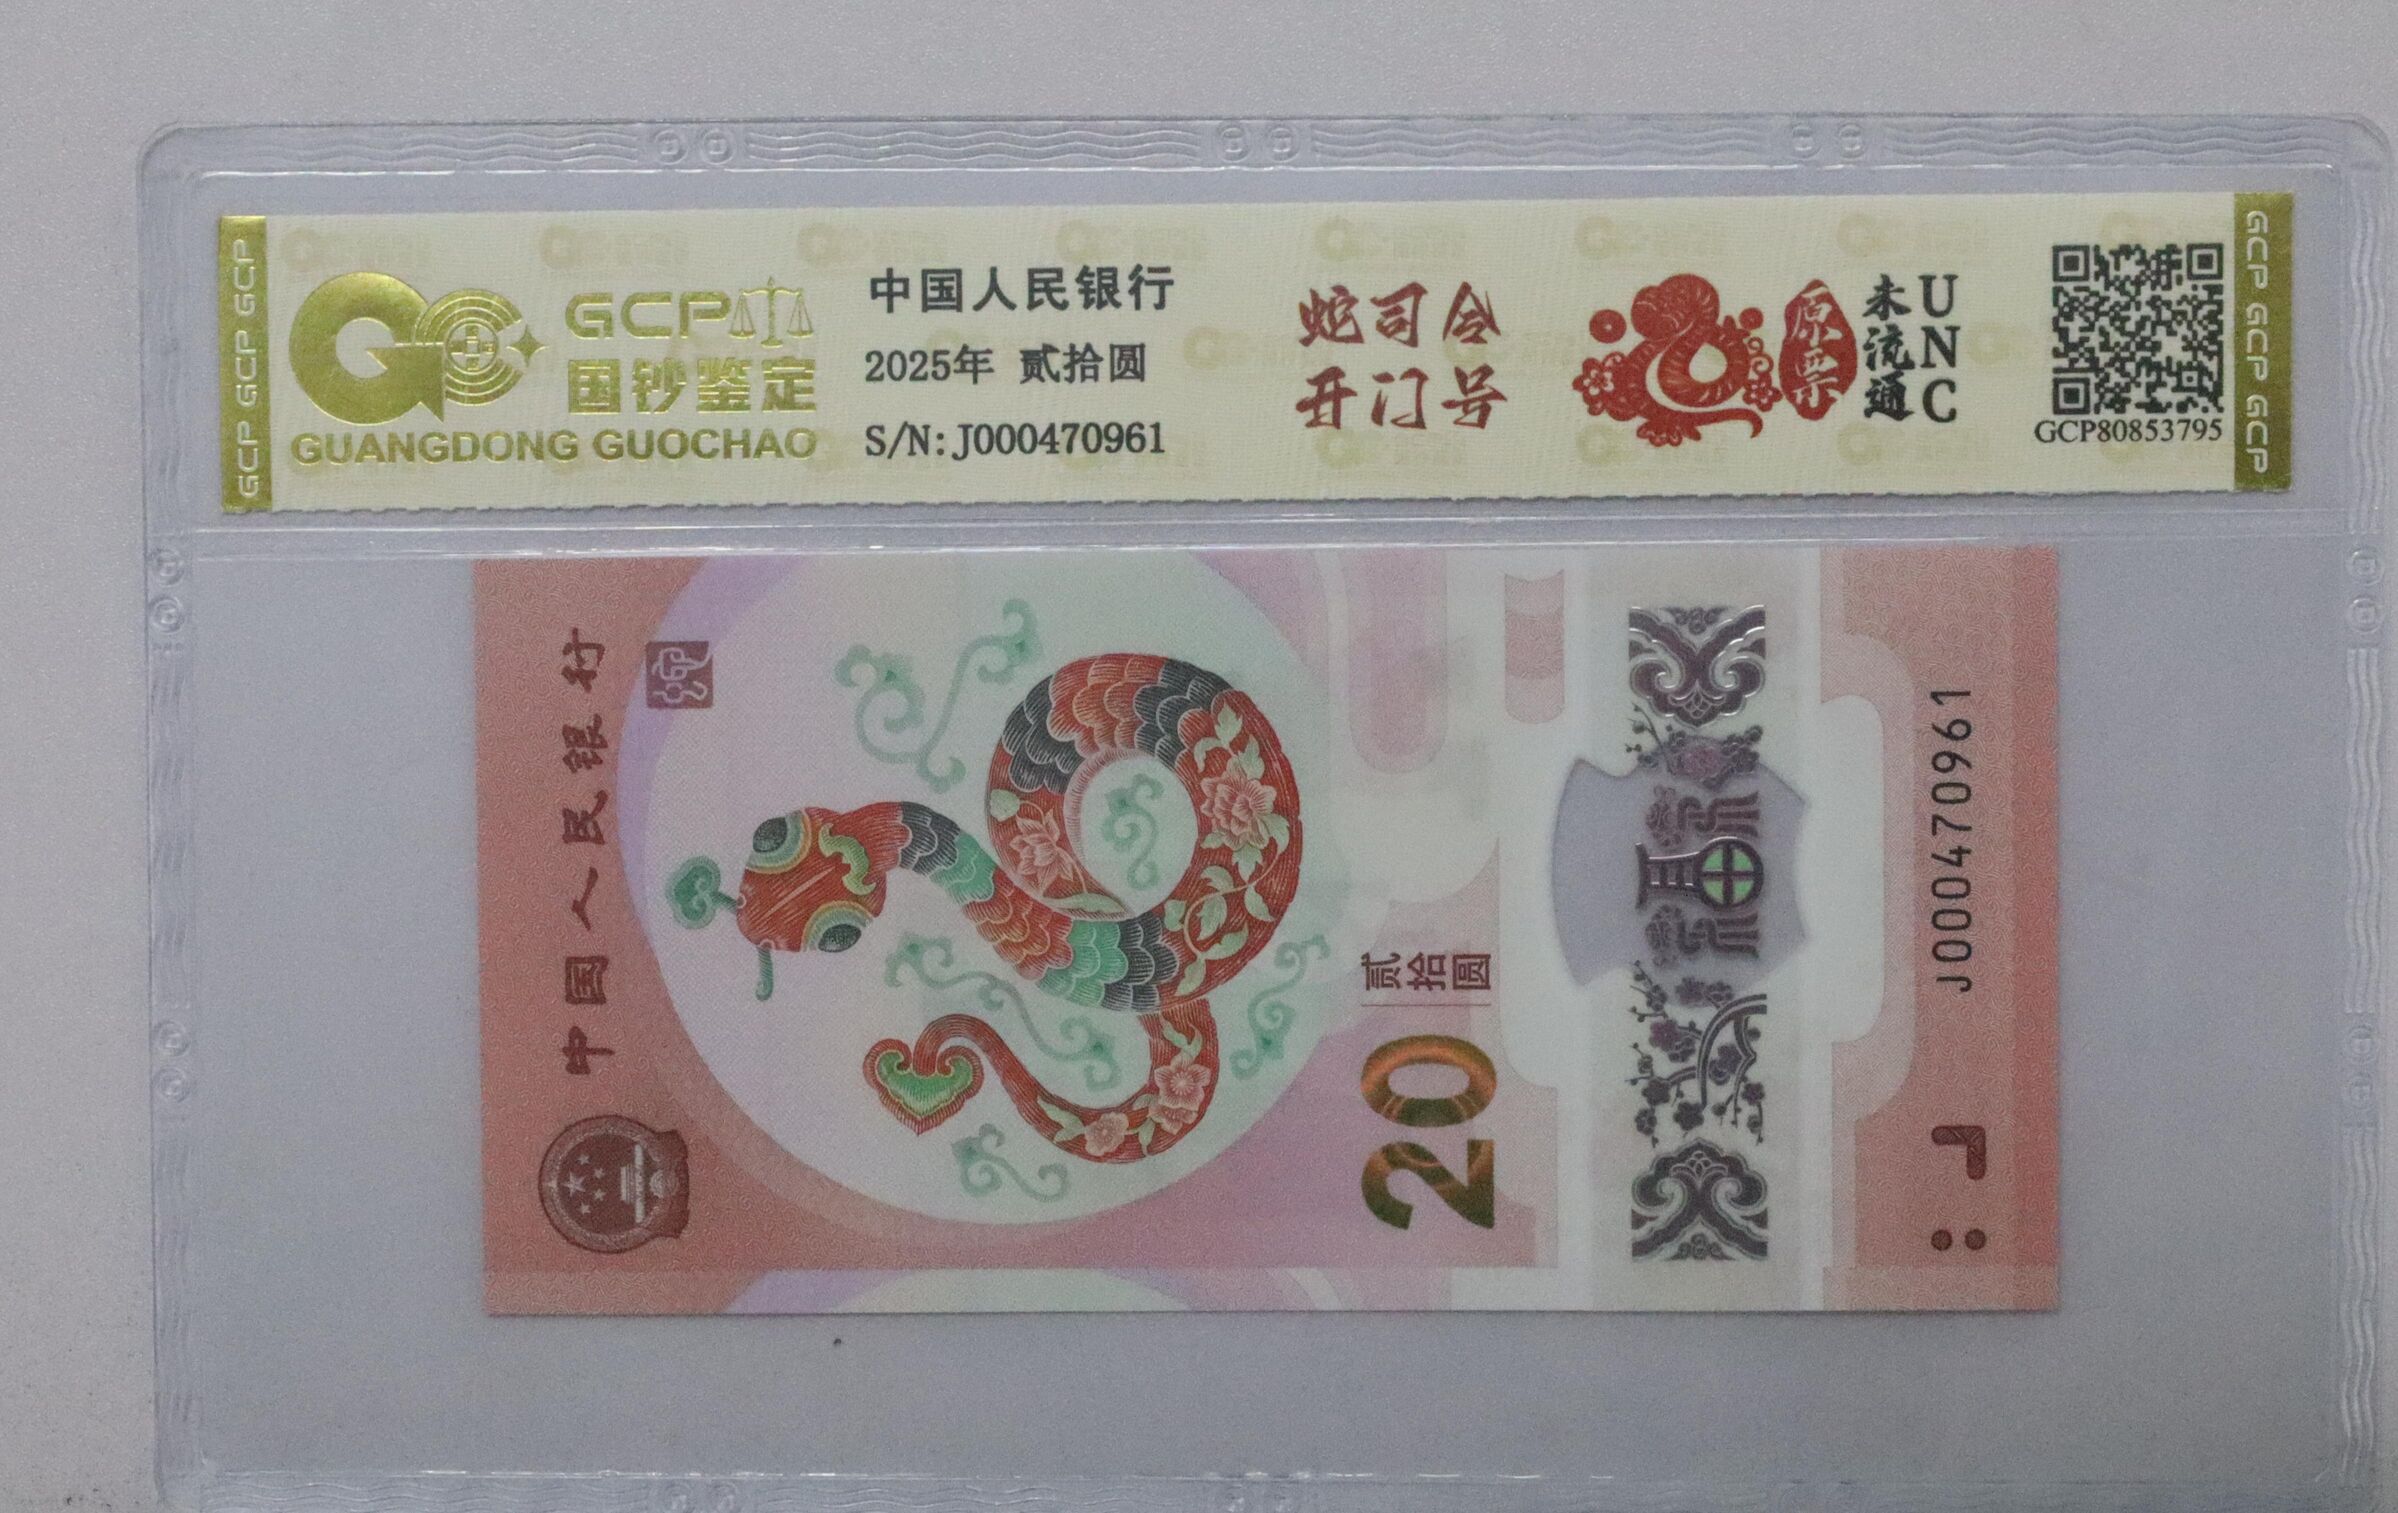 GCP GCP GCP
GCP
国钞鉴定
GUANGDONG GUOCHAO
中国人民银行
2025年 贰拾圆
S/N:J000470961
蛇司令
开门号
原票
未流通
UNC
GCP80853795
GCP GCP GCP
中国人民银行
贰拾圆
20
福
J000470961